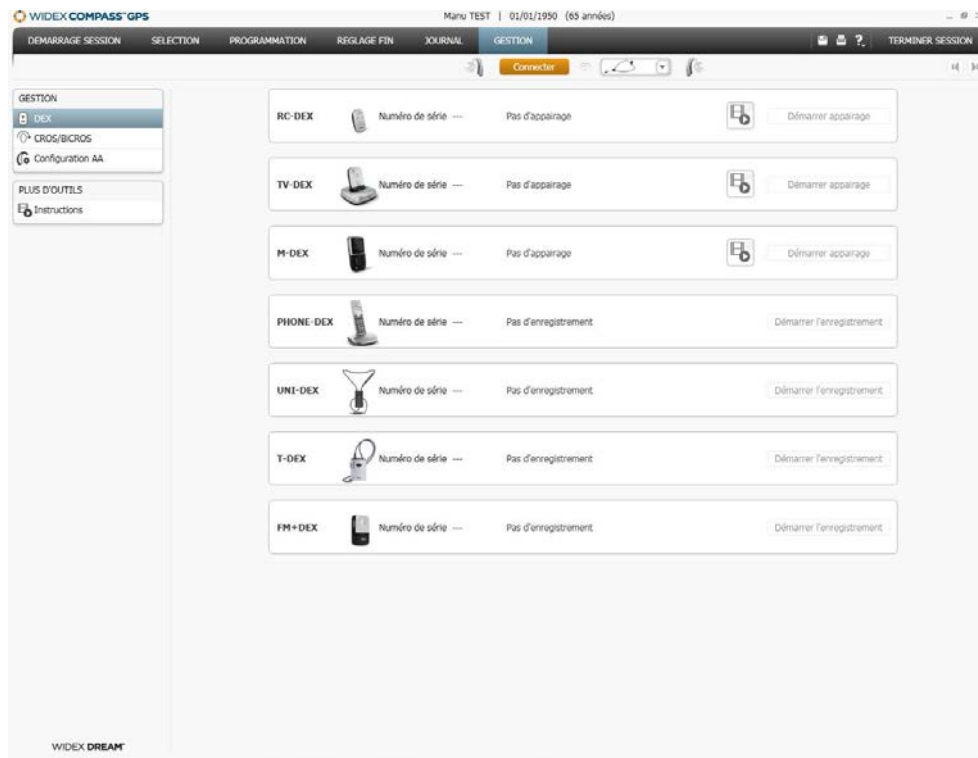 WIDEX COMPASS™ GPS
Manu TEST | 01/01/1950 (65 années)
DEMARRAGE SESSION SELECTION PROGRAMMATION REGLAGE FIN JOURNAL GESTION ? TERMINER SESSION
Connecter
GESTION
DEX
CROS/BICROS
Configuration AA
PLUS D'OUTILS
Instructions
RC-DEX Numéro de série --- Pas d'appairage Démarrer appairage
TV-DEX Numéro de série --- Pas d'appairage Démarrer appairage
M-DEX Numéro de série --- Pas d'appairage Démarrer appairage
PHONE-DEX Numéro de série --- Pas d'enregistrement Démarrer l'enregistrement
UNI-DEX Numéro de série --- Pas d'enregistrement Démarrer l'enregistrement
T-DEX Numéro de série --- Pas d'enregistrement Démarrer l'enregistrement
FM+DEX Numéro de série --- Pas d'enregistrement Démarrer l'enregistrement
WIDEX DREAM™